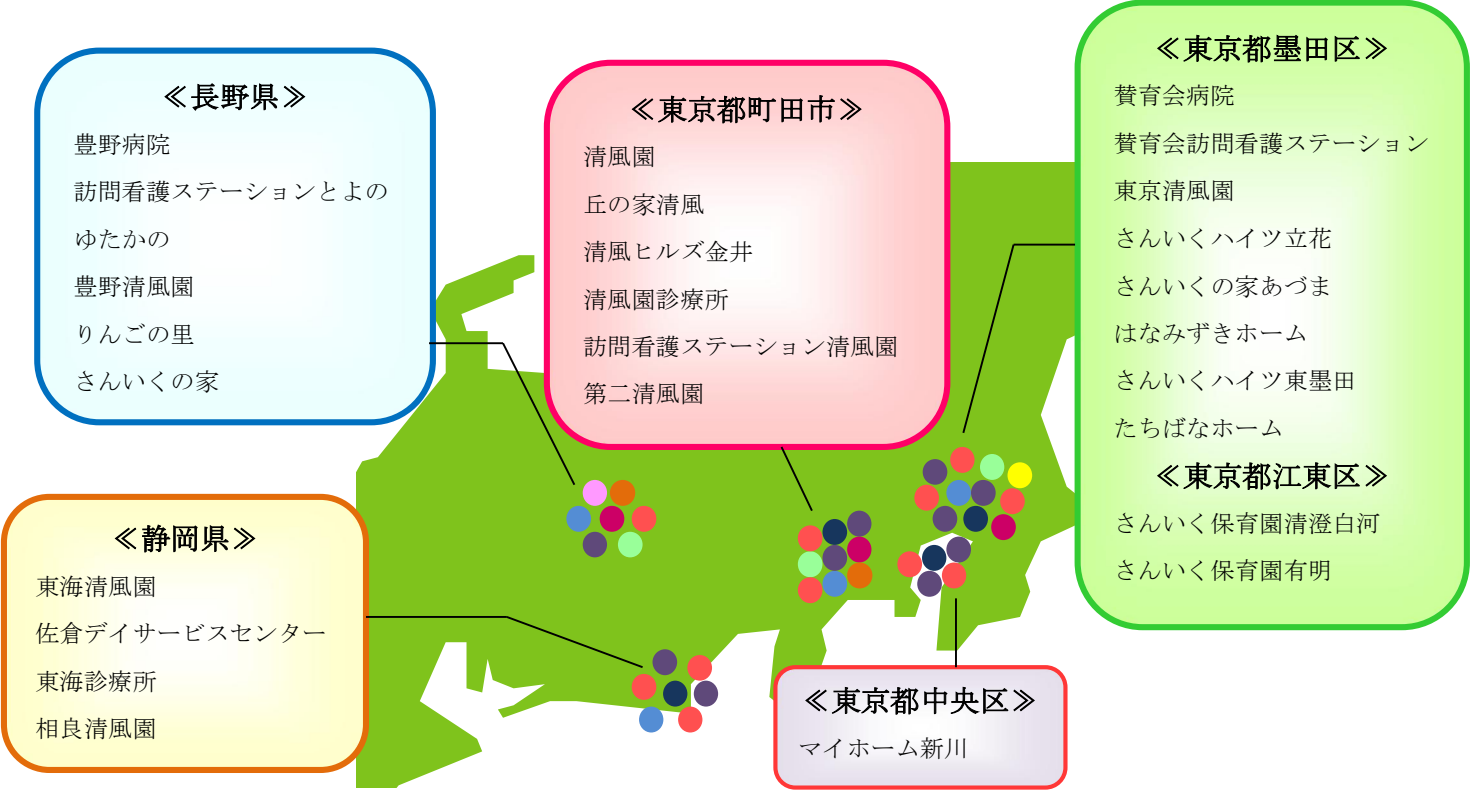 ≪長野県≫
豊野病院
訪問看護ステーションとよの
ゆたかの
豊野清風園
りんごの里
さんいくの家
≪東京都町田市≫
清風園
丘の家清風
清風ヒルズ金井
清風園診療所
訪問看護ステーション清風園
第二清風園
≪東京都墨田区≫
賛育会病院
賛育会訪問看護ステーション
東京清風園
さんいくハイツ立花
さんいくの家あづま
はなみずきホーム
さんいくハイツ東墨田
たちばなホーム
≪東京都江東区≫
さんいく保育園清澄白河
さんいく保育園有明
≪静岡県≫
東海清風園
佐倉デイサービスセンター
東海診療所
相良清風園
≪東京都中央区≫
マイホーム新川